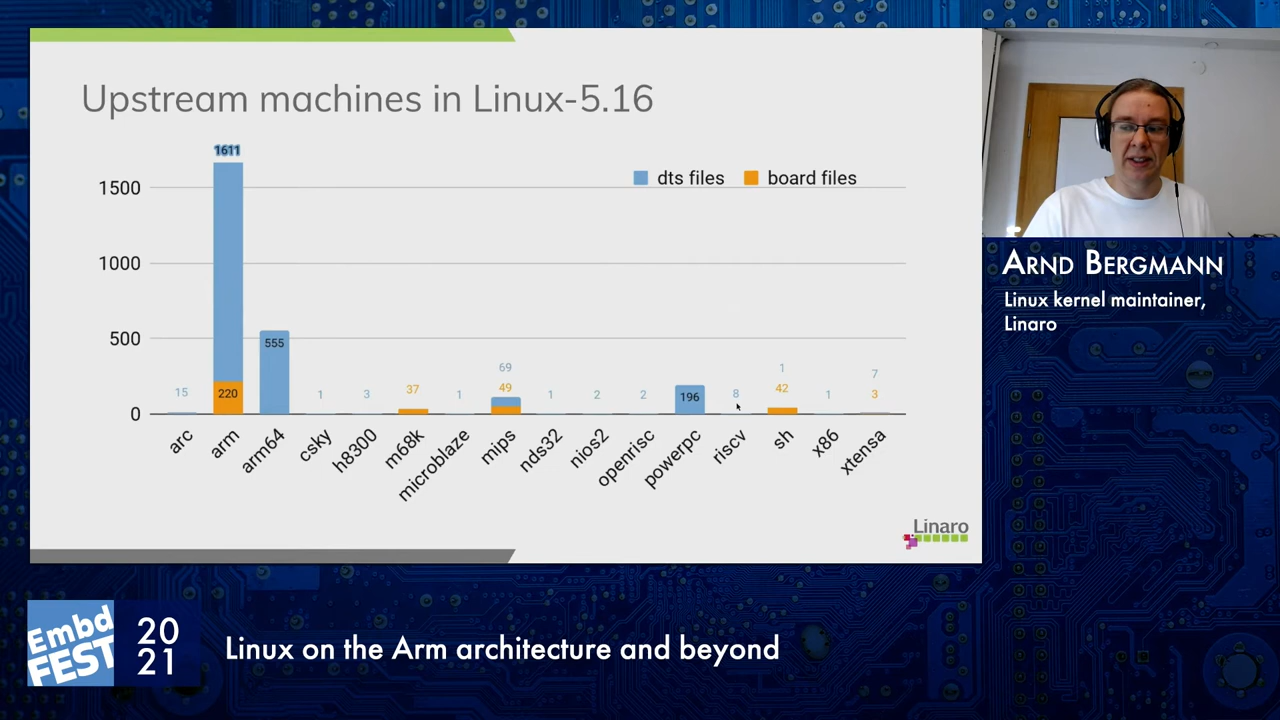 Upstream machines in Linux-5.16
1611
dts files
board files
1500
1000
500
0
15
220
555
1
3
37
1
69
49
1
2
2
196
8
1
42
1
7
3
arc
arm
arm64
csky
h8300
m68k
microblaze
mips
nds32
nios2
openrisc
powerpc
riscv
sh
x86
xtensa
Linaro
ARND BERGMANN
Linux kernel maintainer,
Linaro
Embd
FEST
20
21
Linux on the Arm architecture and beyond